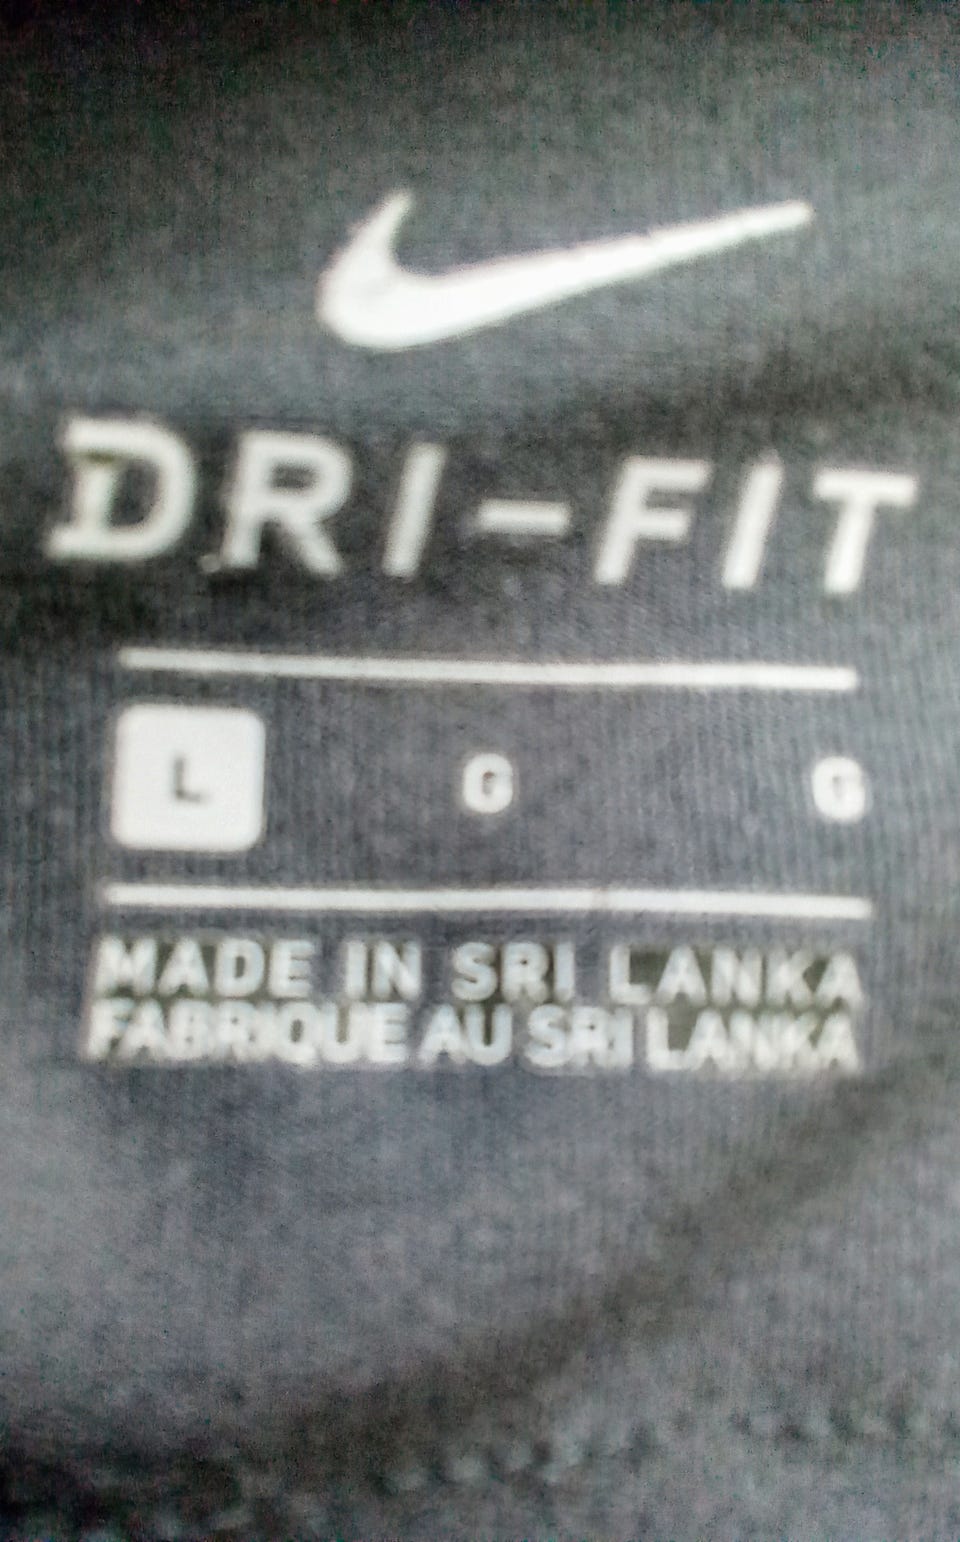 DRI-FIT
L G G
MADE IN SRI LANKA
FABRIQUE AU SRI LANKA